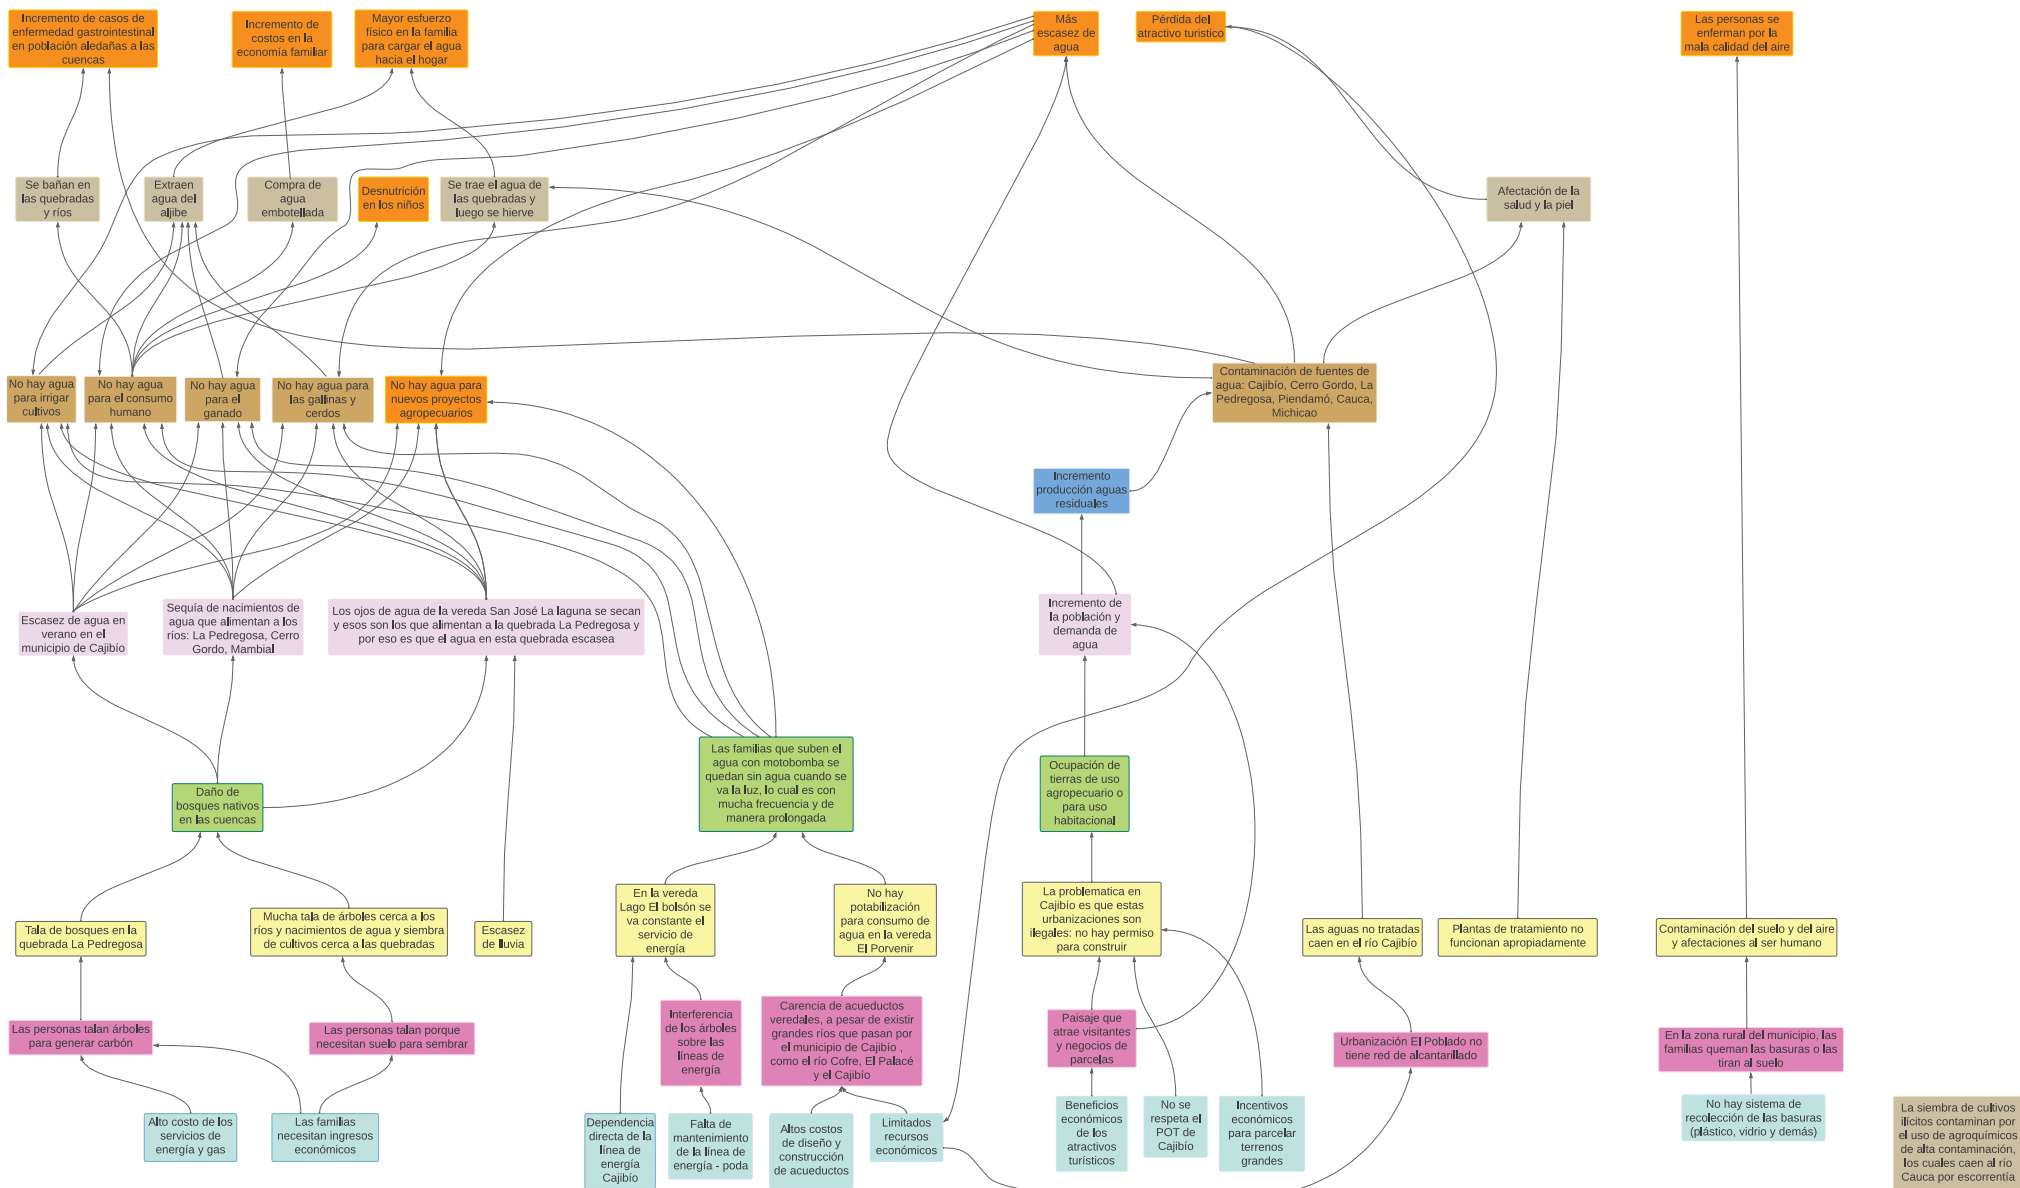 Incremento de casos de
enfermedad gastrointestinal
en población aledañas a las
cuencas
Incremento de
costos en la
economía familiar
Mayor esfuerzo
físico en la familia
para cargar el agua
hacia el hogar
Más
escasez de
agua
Pérdida del
atractivo turistico
Las personas se
enferman por la
mala calidad del aire
Se bañan en
las quebradas
y ríos
Extraen
agua del
aljibe
Compra de
agua
embotellada
Desnutrición
en los niños
Se trae el agua de
las quebradas y
luego se hierve
Afectación de la
salud y la piel
No hay agua
para irrigar
cultivos
No hay agua
para el consumo
humano
No hay agua
para el
ganado
No hay agua para
las gallinas y
cerdos
No hay agua para
nuevos proyectos
agropecuarios
Contaminación de fuentes de
agua: Cajibío, Cerro Gordo, La
Pedregosa, Piendamó, Cauca,
Michicao
Incremento
producción aguas
residuales
Escasez de agua en
verano en el
municipio de Cajibío
Sequía de nacimientos de
agua que alimentan a los
ríos: La Pedregosa, Cerro
Gordo, Mambial
Los ojos de agua de la vereda San José La laguna se secan
y esos son los que alimentan a la quebrada La Pedregosa y
por eso es que el agua en esta quebrada escasea
Incremento de
la población y
demanda de
agua
Daño de
bosques nativos
en las cuencas
Las familias que suben el
agua con motobomba se
quedan sin agua cuando se
va la luz, lo cual es con
mucha frecuencia y de
manera prolongada
Ocupación de
tierras de uso
agropecuario o
para uso
habitacional
Tala de bosques en la
quebrada La Pedregosa
Mucha tala de árboles cerca a los
ríos y nacimientos de agua y siembra
de cultivos cerca a las quebradas
Escasez
de lluvia
En la vereda
Lago El bolsón se
va constante el
servicio de
energía
No hay
potabilización
para consumo de
agua en la vereda
El Porvenir
La problematica en
Cajibío es que estas
urbanizaciones son
ilegales: no hay permiso
para construir
Las aguas no tratadas
caen en el río Cajibío
Plantas de tratamiento no
funcionan apropiadamente
Contaminación del suelo y del aire
y afectaciones al ser humano
Las personas talan árboles
para generar carbón
Las personas talan porque
necesitan suelo para sembrar
Interferencia
de los árboles
sobre las
líneas de
energía
Carencia de acueductos
veredales, a pesar de existir
grandes ríos que pasan por
el municipio de Cajibío ,
como el río Cofre, El Palacé
y el Cajibío
Paisaje que
atrae visitantes
y negocios de
parcelas
Urbanización El Poblado no
tiene red de alcantarillado
En la zona rural del municipio, las
familias queman las basuras o las
tiran al suelo
Alto costo de los
servicios de
energía y gas
Las familias
necesitan ingresos
económicos
Dependencia
directa de la
línea de
energía
Cajibío
Falta de
mantenimiento
de la línea de
energía - poda
Altos costos
de diseño y
construcción
de acueductos
Limitados
recursos
económicos
Beneficios
económicos
de los
atractivos
turísticos
No se
respeta el
POT de
Cajibío
Incentivos
económicos
para parcelar
terrenos
grandes
No hay sistema de
recolección de las basuras
(plástico, vidrio y demás)
La siembra de cultivos
ilícitos contaminan por
el uso de agroquímicos
de alta contaminación,
los cuales caen al río
Cauca por escorrentía